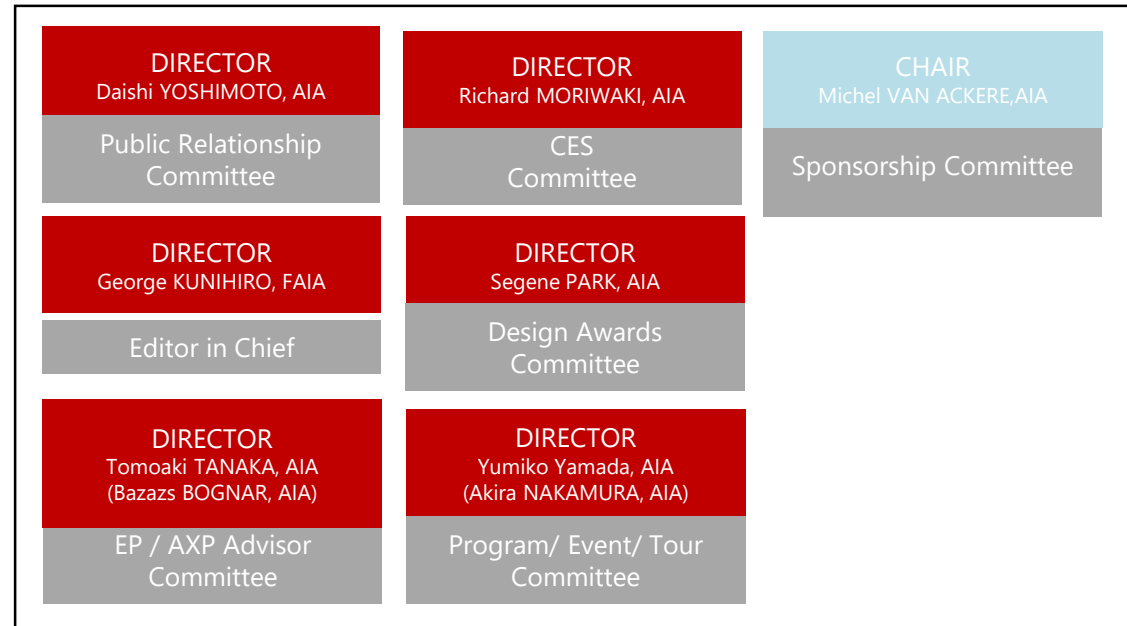 DIRECTOR
Daishi YOSHIMOTO, AIA
Public Relationship
Committee
DIRECTOR
Richard MORIWAKI, AIA
CES
Committee
CHAIR
Michel VAN ACKERE,AIA
Sponsorship Committee
DIRECTOR
George KUNIHIRO, FAIA
Editor in Chief
DIRECTOR
Segene PARK, AIA
Design Awards
Committee
DIRECTOR
Tomoaki TANAKA, AIA
(Bazazs BOGNAR, AIA)
EP / AXP Advisor
Committee
DIRECTOR
Yumiko Yamada, AIA
(Akira NAKAMURA, AIA)
Program/ Event/ Tour
Committee